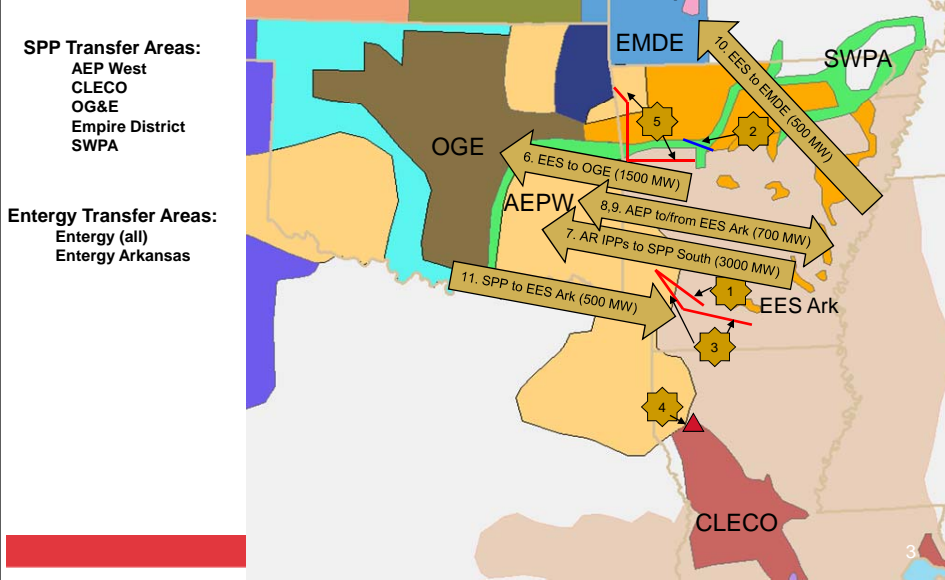 SPP Transfer Areas:
AEP West
CLECO
OG&E
Empire District
SWPA
Entergy Transfer Areas:
Entergy (all)
Entergy Arkansas
EMDE
SWPA
10. EES to EMDE (500 MW)
5
2
OGE
6. EES to OGE (1500 MW)
AEPW
8,9. AEP to/from EES Ark (700 MW)
7. AR IPPs to SPP South (3000 MW)
11. SPP to EES Ark (500 MW)
1
EES Ark
3
4
CLECO
3